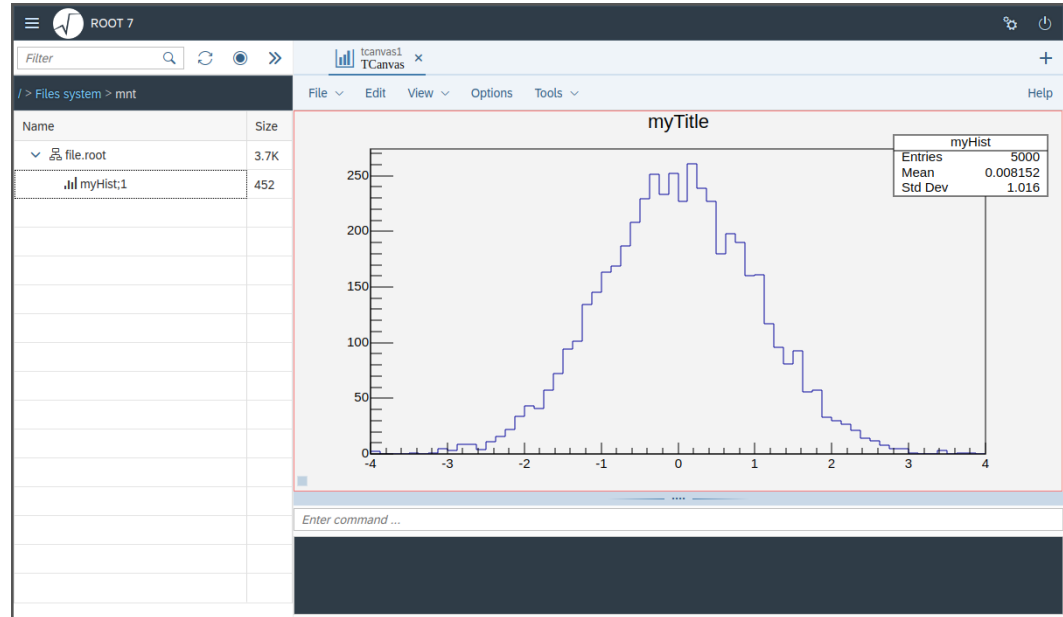 ROOT 7
Filter
tcanvas1
TCanvas
/ > Files system > mnt
File Edit View Options Tools Help
Name Size
file.root 3.7K
myHist;1 452
myTitle
myHist
Entries 5000
Mean 0.008152
Std Dev 1.016
250
200
150
100
50
0
-4 -3 -2 -1 0 1 2 3 4
Enter command ...